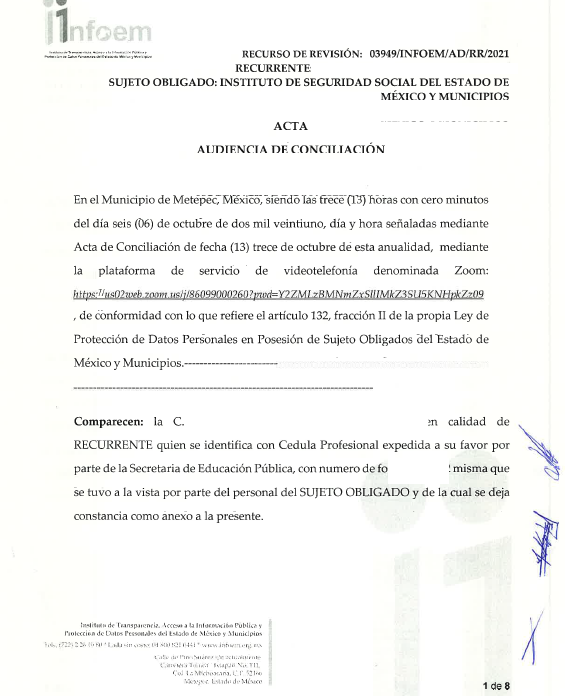 infoem
Instituto de Transparencia, Acceso a la Información Pública y
Protección de Datos Personales del Estado de México y Municipios
RECURSO DE REVISIÓN: 03949/INFOEM/AD/RR/2021
RECURRENTE
SUJETO OBLIGADO: INSTITUTO DE SEGURIDAD SOCIAL DEL ESTADO DE
MÉXICO Y MUNICIPIOS
ACTA
AUDIENCIA DE CONCILIACIÓN
En el Municipio de Metepec, México, siendo las trece (13) horas con cero minutos
del día seis (06) de octubre de dos mil veintiuno, día y hora señaladas mediante
Acta de Conciliación de fecha (13) trece de octubre de esta anualidad, mediante
la plataforma de servicio de videotelefonía denominada Zoom:
https://us02web.zoom.us/j/86099000260?pwd=Y2ZMLzBMNmZxSllIMkZ3SU5KNHpkZz09
, de conformidad con lo que refiere el artículo 132, fracción II de la propia Ley de
Protección de Datos Personales en Posesión de Sujeto Obligados del Estado de
México y Municipios.-----------------------
--------------------------------------------------------------------------
Comparecen: la C. en calidad de
RECURRENTE quien se identifica con Cedula Profesional expedida a su favor por
parte de la Secretaria de Educación Pública, con numero de fo misma que
se tuvo a la vista por parte del personal del SUJETO OBLIGADO y de la cual se deja
constancia como anexo a la presente.
Instituto de Transparencia, Acceso a la Información Pública y
Protección de Datos Personales del Estado de México y Municipios
Tels. (722) 2 26 19 80 * Lada sin costo: 01 800 821 0441 * www.infoem.org.mx
Calle de Pino Suárez s/n actualmente
Carretera Toluca - Ixtapan No. 111,
Col. La Michoacana, C.P. 52166
Metepec, Estado de México
1 de 8